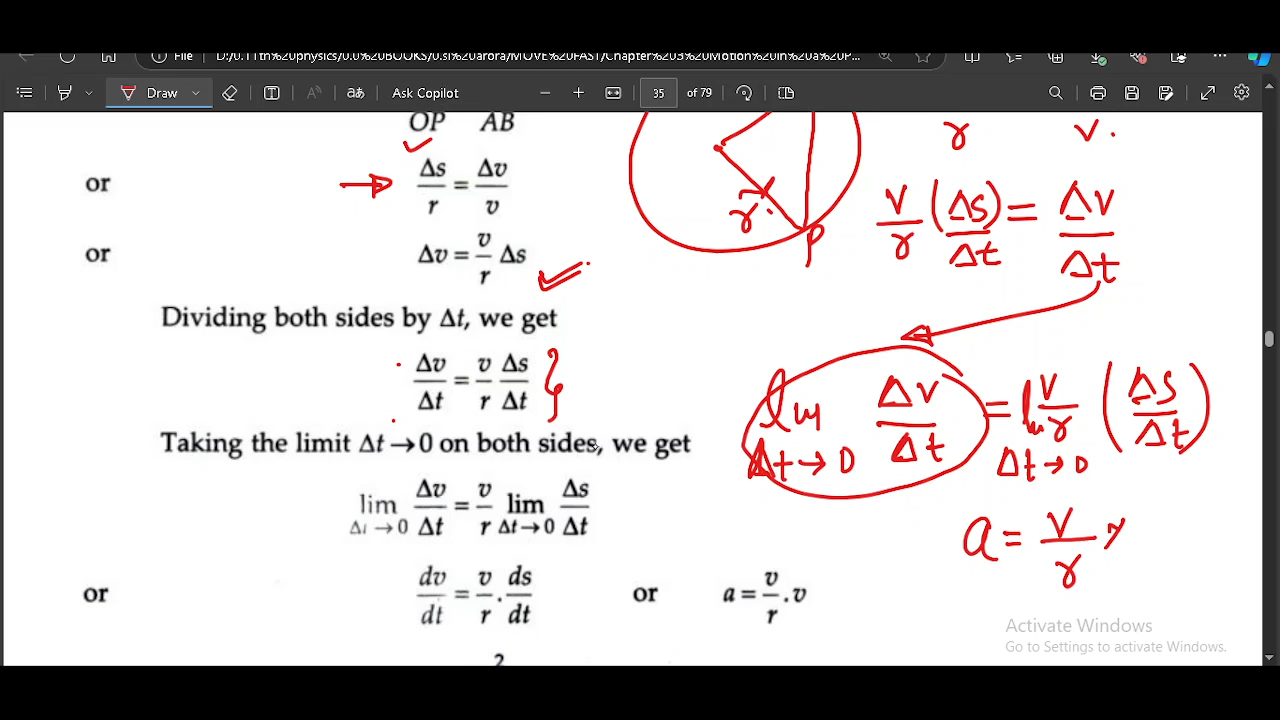 File D:/0.11th%20physics/0.0%20BOOKS/0.sl arora/MOVE%20FAST/Chapter%203%20Motion%20in%20a%20P...
Draw
Ask Copilot
35 of 79
OP AB
or Δs/r = Δv/v
or Δv = v/r Δs
Dividing both sides by Δt, we get
Δv/Δt = v/r Δs/Δt
Taking the limit Δt → 0 on both sides, we get
lim Δt → 0 Δv/Δt = v/r lim Δt → 0 Δs/Δt
or dv/dt = v/r . ds/dt or a = v/r . v
2
r v.
r. P
v/r (Δs/Δt) = Δv/Δt
lim Δt → 0 Δv/Δt = lim Δt → 0 v/r (Δs/Δt)
a = v/r ×
Activate Windows
Go to Settings to activate Windows.